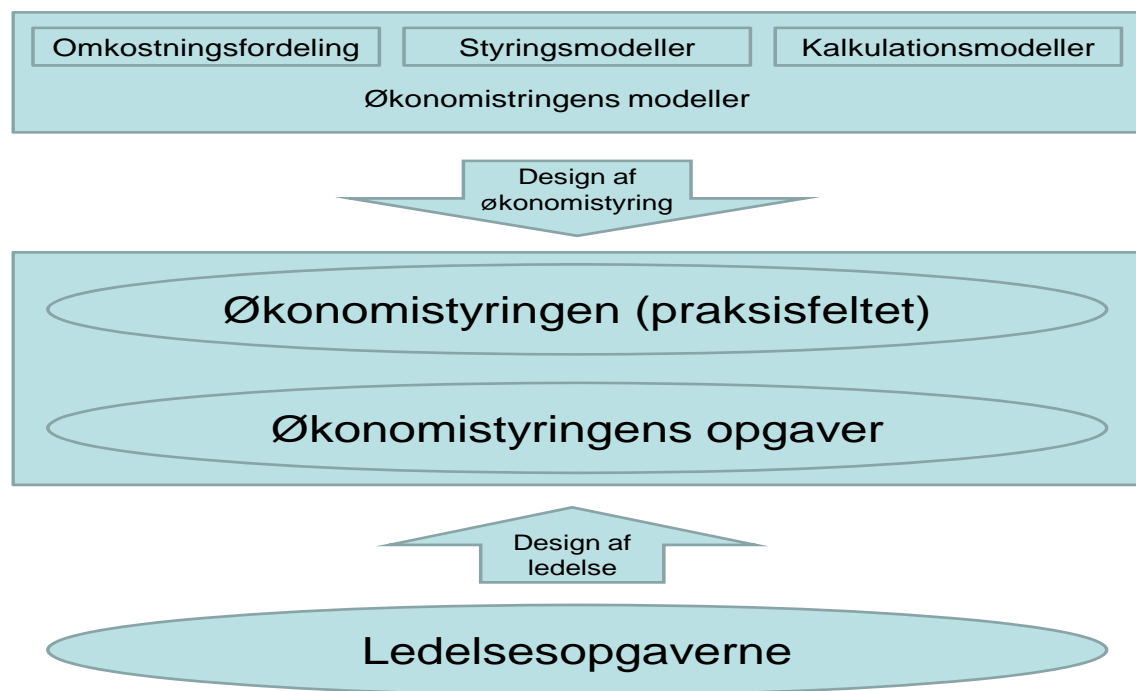 Omkostningsfordeling
Styringsmodeller
Kalkulationsmodeller
Økonomistringens modeller
Design af
økonomistyring
Økonomistyringen (praksisfeltet)
Økonomistyringens opgaver
Design af
ledelse
Ledelsesopgaverne